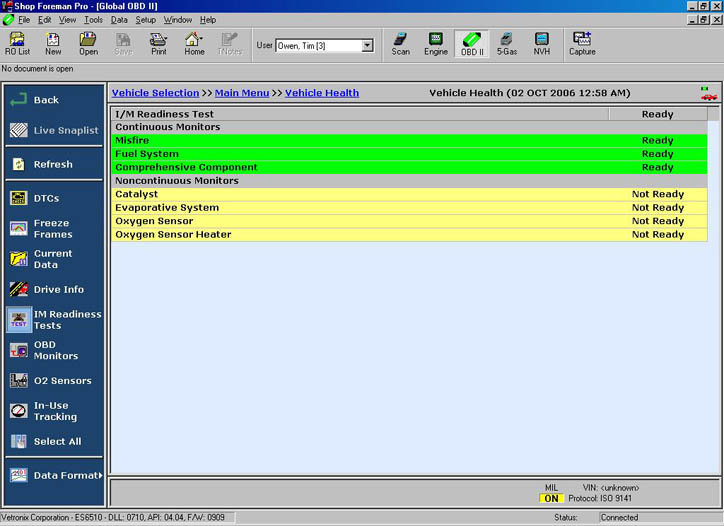 Shop Foreman Pro - [Global OBD II]
File Edit View Tools Data Setup Window Help
RO List New Open Save Print Home TNotes User Owen, Tim [3] Scan Engine OBD II 5-Gas NVH Capture
No document is open
Back
Live Snaplist
Refresh
DTCs
Freeze
Frames
Current
Data
Drive Info
IM Readiness
Tests
OBD
Monitors
O2 Sensors
In-Use
Tracking
Select All
Data Format
Vehicle Selection >> Main Menu >> Vehicle Health Vehicle Health (02 OCT 2006 12:58 AM)
I/M Readiness Test Ready
Continuous Monitors
Misfire Ready
Fuel System Ready
Comprehensive Component Ready
Noncontinuous Monitors
Catalyst Not Ready
Evaporative System Not Ready
Oxygen Sensor Not Ready
Oxygen Sensor Heater Not Ready
MIL VIN: <unknown>
ON Protocol: ISO 9141
Vetronix Corporation - ES6510 - DLL: 0710, API: 04.04, F/W: 0909 Status: Connected